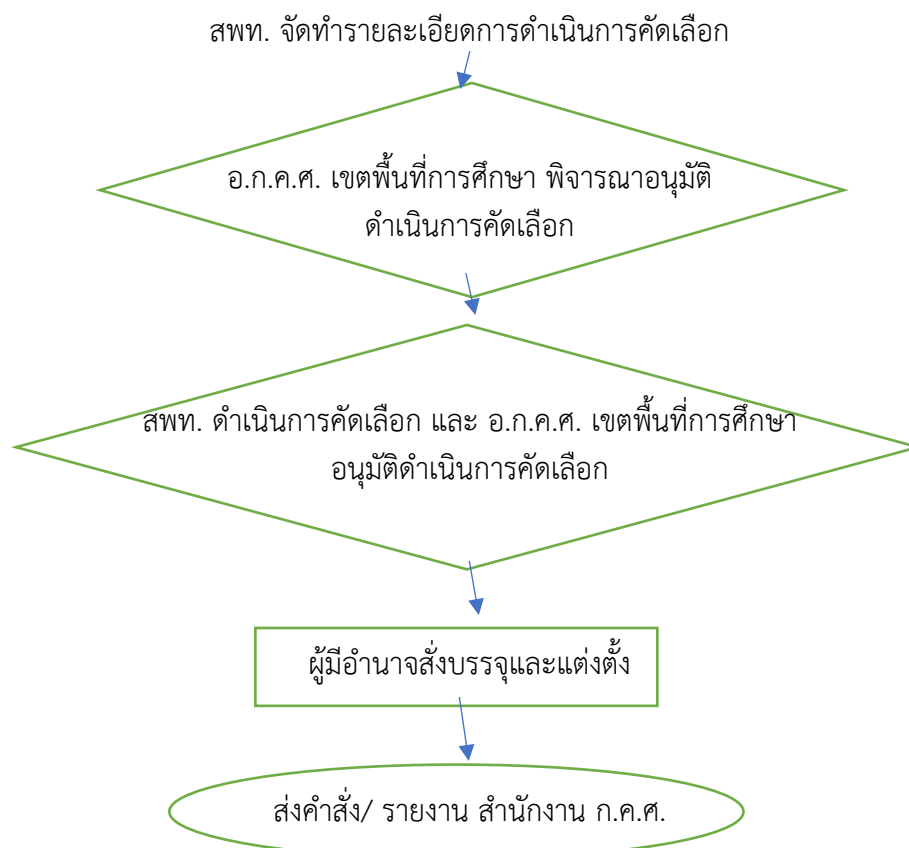 สพท. จัดทำรายละเอียดการดำเนินการคัดเลือก
อ.ก.ค.ศ. เขตพื้นที่การศึกษา พิจารณาอนุมัติ
ดำเนินการคัดเลือก
สพท. ดำเนินการคัดเลือก และ อ.ก.ค.ศ. เขตพื้นที่การศึกษา
อนุมัติดำเนินการคัดเลือก
ผู้มีอำนาจสั่งบรรจุและแต่งตั้ง
ส่งคำสั่ง/ รายงาน สำนักงาน ก.ค.ศ.